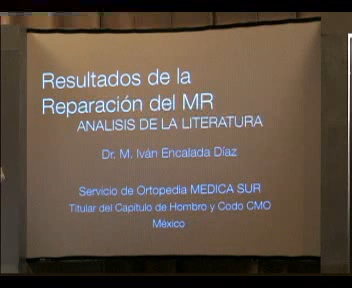 Resultados de la
Reparación del MR
ANALISIS DE LA LITERATURA
Dr. M. Iván Encalada Díaz
Servicio de Ortopedia MEDICA SUR
Titular del Capitulo de Hombro y Codo CMO
México